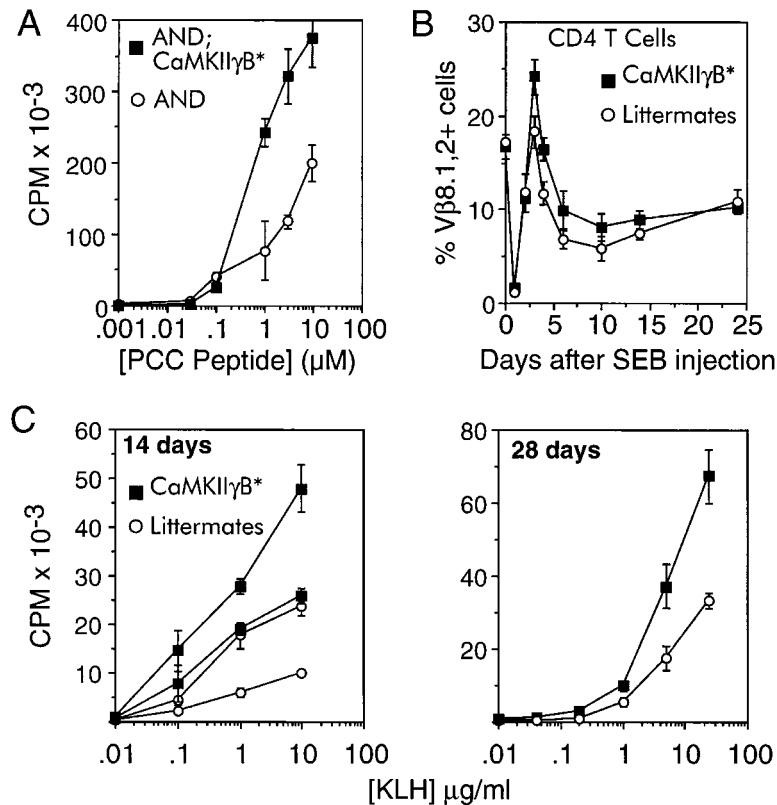 A
CPM x 10-3
400
300
200
100
0
AND;
CaMKIIγB*
AND
.001 .01 .1 1 10 100
[PCC Peptide] (μM)
B
% Vβ8.1,2+ cells
30
20
10
0
CD4 T Cells
CaMKIIγB*
Littermates
0 5 10 15 20 25
Days after SEB injection
C
CPM x 10-3
60
50
40
30
20
10
14 days
CaMKIIγB*
Littermates
.01 .1 1 10 100
80
60
40
20
28 days
.01 .1 1 10 100
[KLH] μg/ml